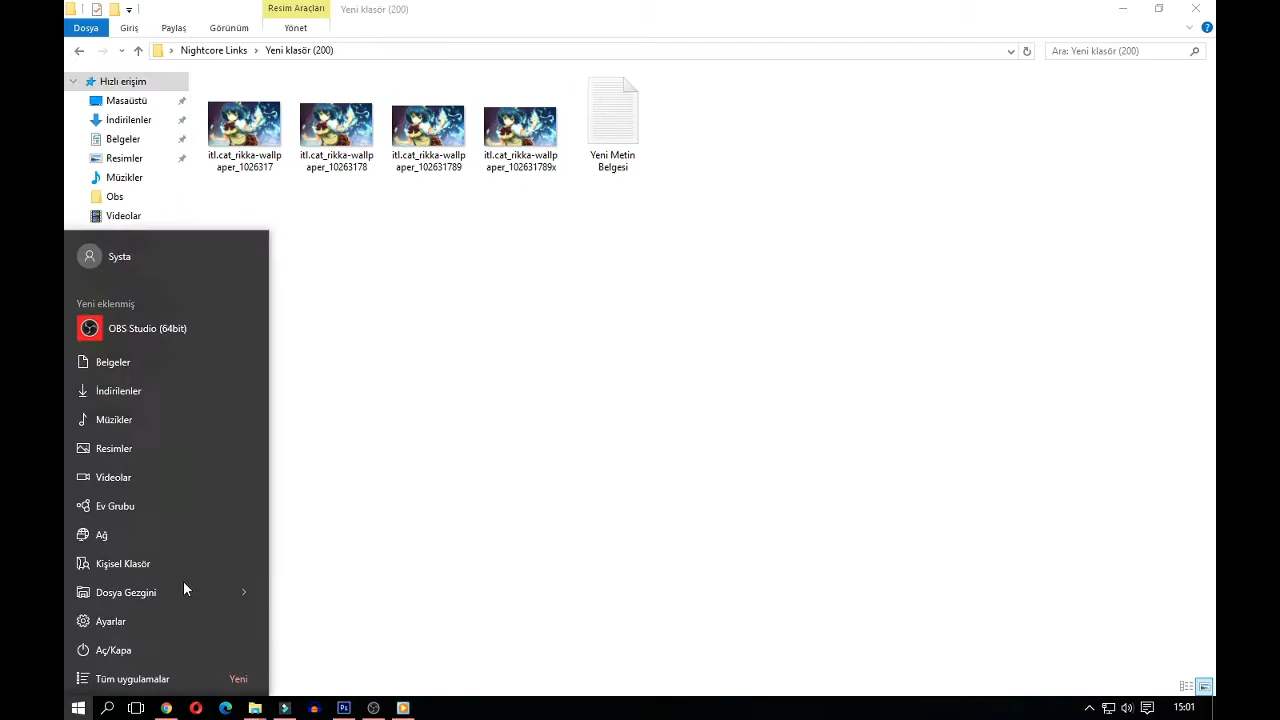 Resim Araçları
Yeni klasör (200)
Dosya
Giriş
Paylaş
Görünüm
Yönet
Nightcore Links
Yeni klasör (200)
Ara: Yeni klasör (200)
Hızlı erişim
Masaüstü
İndirilenler
Belgeler
Resimler
Müzikler
Obs
Videolar
itl.cat_rikka-wallp
aper_1026317
itl.cat_rikka-wallp
aper_10263178
itl.cat_rikka-wallp
aper_102631789
itl.cat_rikka-wallp
aper_102631789x
Yeni Metin
Belgesi
Systa
Yeni eklenmiş
OBS Studio (64bit)
Belgeler
İndirilenler
Müzikler
Resimler
Videolar
Ev Grubu
Ağ
Kişisel Klasör
Dosya Gezgini
Ayarlar
Aç/Kapa
Tüm uygulamalar
Yeni
Ps
15:01